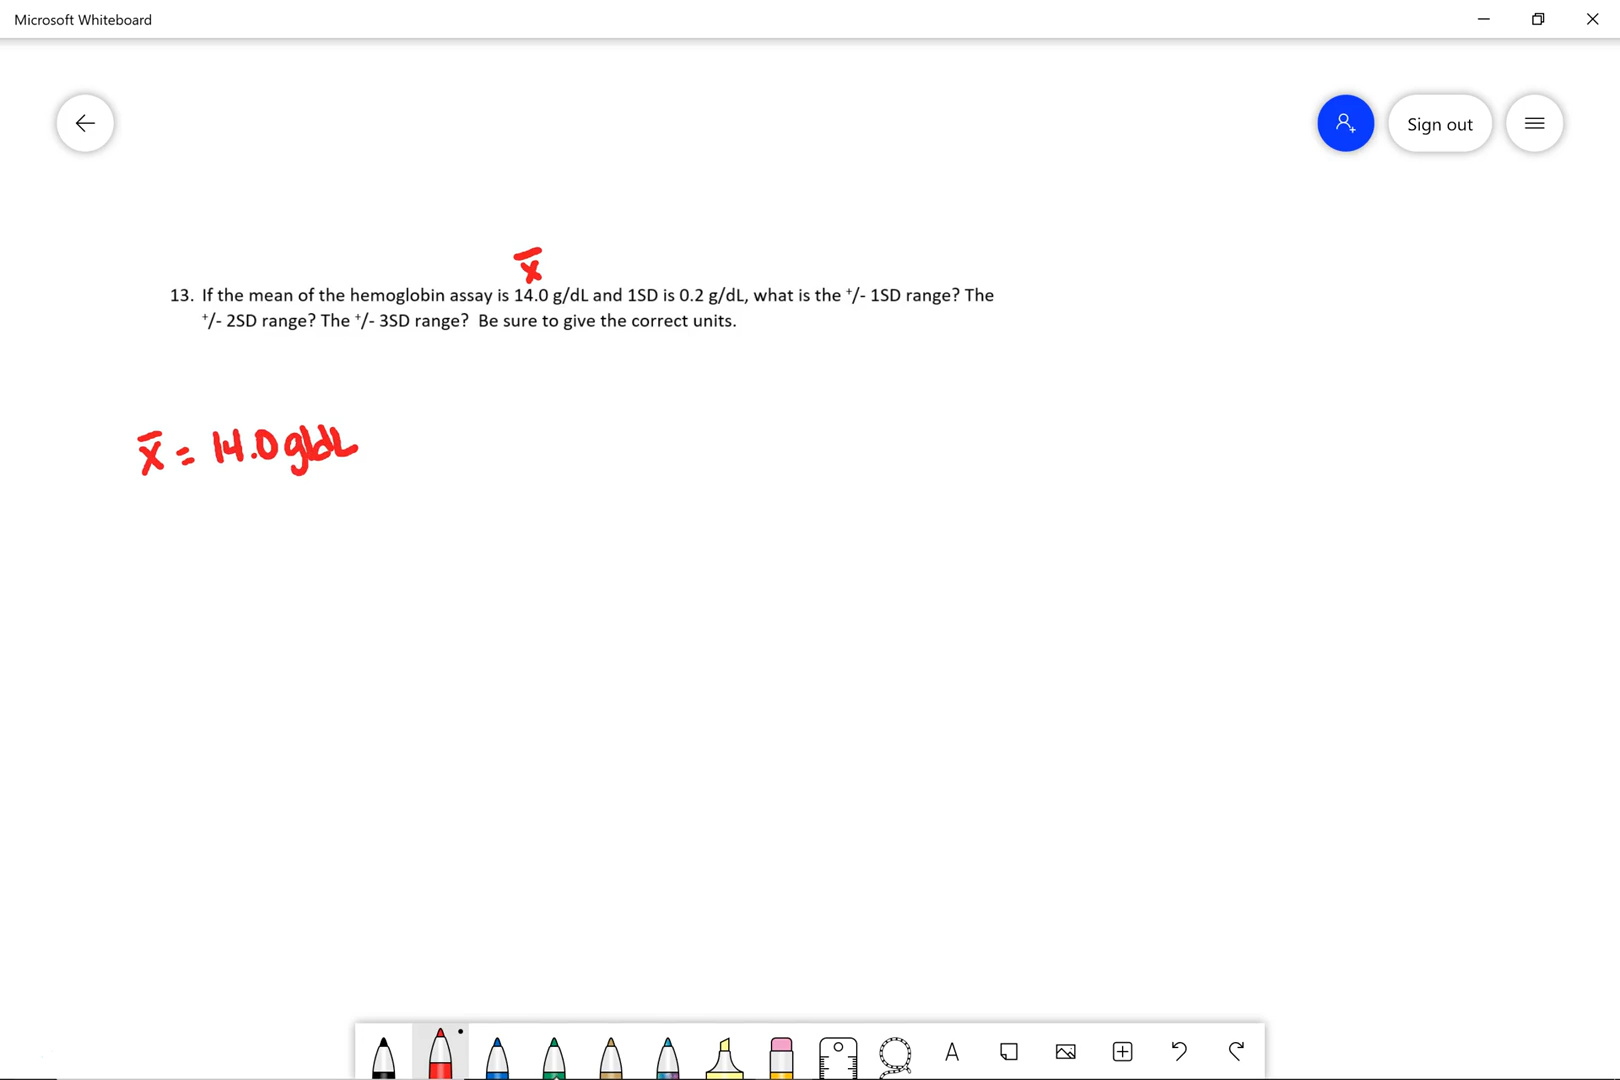 Microsoft Whiteboard
Sign out
x̄
13. If the mean of the hemoglobin assay is 14.0 g/dL and 1SD is 0.2 g/dL, what is the ⁺/- 1SD range? The
⁺/- 2SD range? The ⁺/- 3SD range? Be sure to give the correct units.
x̄ = 14.0 g/dL
A